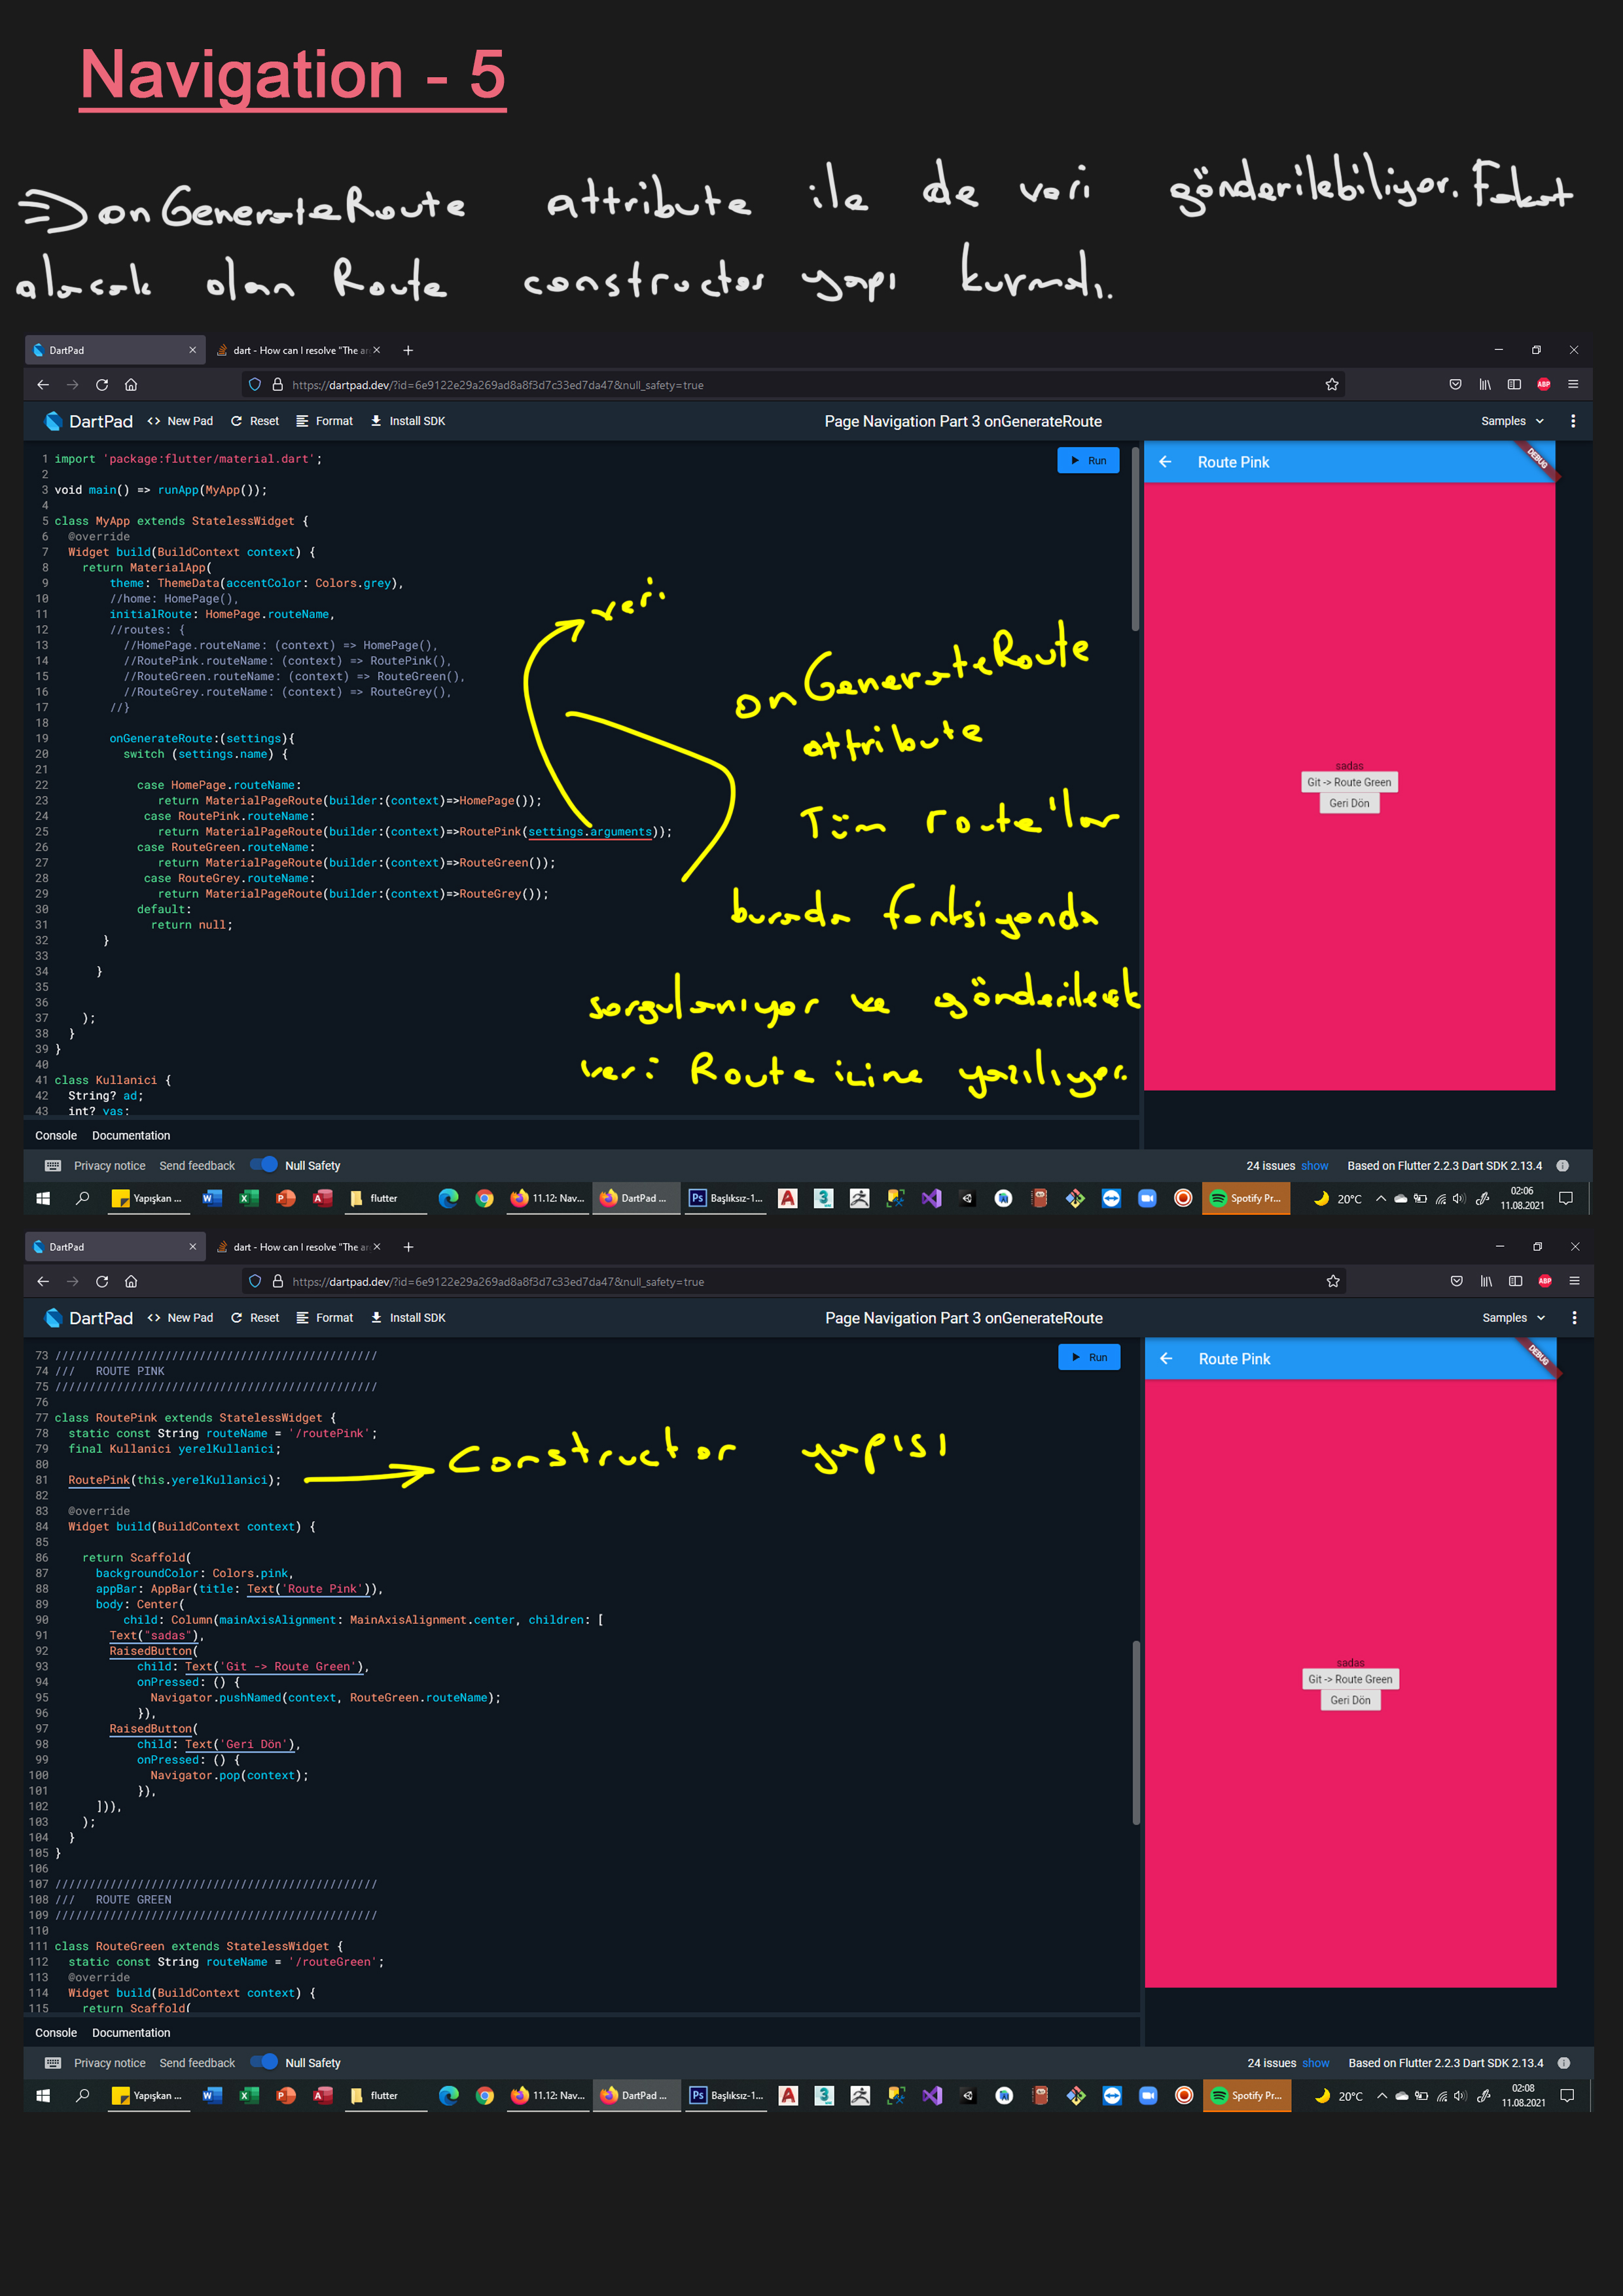 Navigation - 5
=> onGenerateRoute attribute ile de veri gönderilebiliyor. Fakat
alacak olan Route constructor yapı kurmalı.
DartPad
dart - How can I resolve "The ar
https://dartpad.dev/?id=6e9122e29a269ad8a8f3d7c33ed7da47&null_safety=true
ABP
DartPad <> New Pad Reset Format Install SDK Page Navigation Part 3 onGenerateRoute Samples
1 import 'package:flutter/material.dart';
2
3 void main() => runApp(MyApp());
4
5 class MyApp extends StatelessWidget {
6 @override
7 Widget build(BuildContext context) {
8 return MaterialApp(
9 theme: ThemeData(accentColor: Colors.grey),
10 //home: HomePage(),
11 initialRoute: HomePage.routeName,
12 //routes: {
13 //HomePage.routeName: (context) => HomePage(),
14 //RoutePink.routeName: (context) => RoutePink(),
15 //RouteGreen.routeName: (context) => RouteGreen(),
16 //RouteGrey.routeName: (context) => RouteGrey(),
17 //}
18
19 onGenerateRoute:(settings){
20 switch (settings.name) {
21
22 case HomePage.routeName:
23 return MaterialPageRoute(builder:(context)=>HomePage());
24 case RoutePink.routeName:
25 return MaterialPageRoute(builder:(context)=>RoutePink(settings.arguments));
26 case RouteGreen.routeName:
27 return MaterialPageRoute(builder:(context)=>RouteGreen());
28 case RouteGrey.routeName:
29 return MaterialPageRoute(builder:(context)=>RouteGrey());
30 default:
31 return null;
32 }
33
34 }
35
36
37 );
38 }
39 }
40
41 class Kullanici {
42 String? ad;
43 int? yas;
Run
veri
onGenerateRoute
attribute
Tüm route'lar
burada fonksiyonda
sorgulanıyor ve gönderilecek
veri Route içine yazılıyor.
Route Pink
DEBUG
sadas
Git -> Route Green
Geri Dön
Console Documentation
Privacy notice Send feedback Null Safety 24 issues show Based on Flutter 2.2.3 Dart SDK 2.13.4
Yapışkan ... flutter 11.12: Nav... DartPad ... Ps Başlıksız-1... Spotify Pr... 20°C 02:06
11.08.2021
DartPad
dart - How can I resolve "The ar
https://dartpad.dev/?id=6e9122e29a269ad8a8f3d7c33ed7da47&null_safety=true
ABP
DartPad <> New Pad Reset Format Install SDK Page Navigation Part 3 onGenerateRoute Samples
73 ///////////////////////////////////////////////
74 /// ROUTE PINK
75 ///////////////////////////////////////////////
76
77 class RoutePink extends StatelessWidget {
78 static const String routeName = '/routePink';
79 final Kullanici yerelKullanici;
80
81 RoutePink(this.yerelKullanici);
82
83 @override
84 Widget build(BuildContext context) {
85
86 return Scaffold(
87 backgroundColor: Colors.pink,
88 appBar: AppBar(title: Text('Route Pink')),
89 body: Center(
90 child: Column(mainAxisAlignment: MainAxisAlignment.center, children: [
91 Text("sadas"),
92 RaisedButton(
93 child: Text('Git -> Route Green'),
94 onPressed: () {
95 Navigator.pushNamed(context, RouteGreen.routeName);
96 }),
97 RaisedButton(
98 child: Text('Geri Dön'),
99 onPressed: () {
100 Navigator.pop(context);
101 }),
102 ])),
103 );
104 }
105 }
106
107 ///////////////////////////////////////////////
108 /// ROUTE GREEN
109 ///////////////////////////////////////////////
110
111 class RouteGreen extends StatelessWidget {
112 static const String routeName = '/routeGreen';
113 @override
114 Widget build(BuildContext context) {
115 return Scaffold(
Run
Constructor yapısı
Route Pink
DEBUG
sadas
Git -> Route Green
Geri Dön
Console Documentation
Privacy notice Send feedback Null Safety 24 issues show Based on Flutter 2.2.3 Dart SDK 2.13.4
Yapışkan ... flutter 11.12: Nav... DartPad ... Ps Başlıksız-1... Spotify Pr... 20°C 02:08
11.08.2021